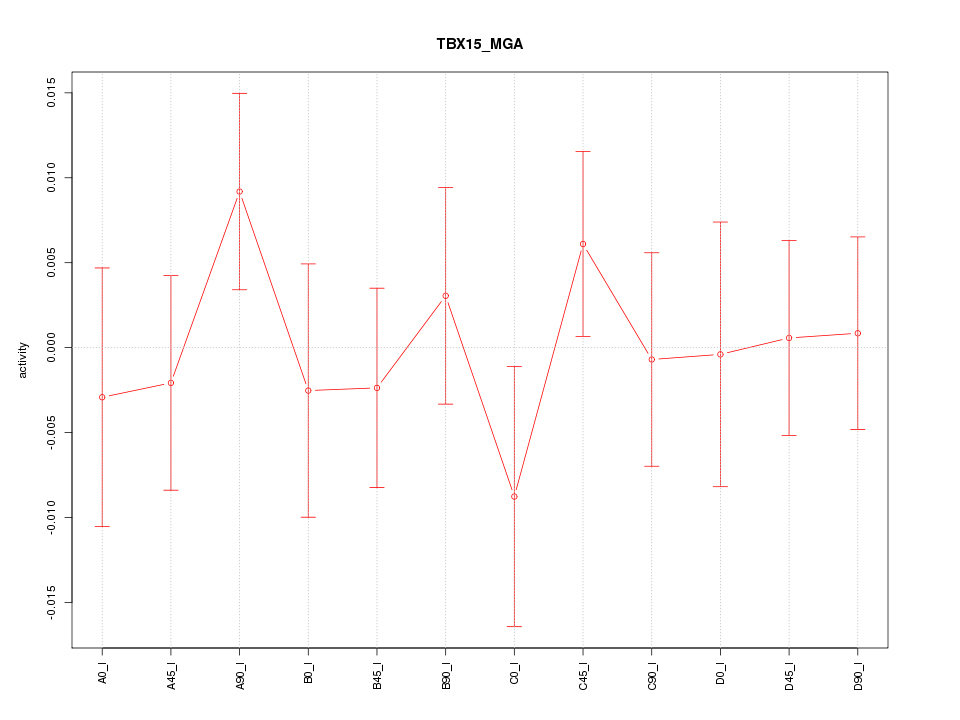 TBX15_MGA
activity
0.015
0.010
0.005
0.000
-0.005
-0.010
-0.015
A0_I
A45_I
A90_I
B0_I
B45_I
B90_I
C0_I
C45_I
C90_I
D0_I
D45_I
D90_I